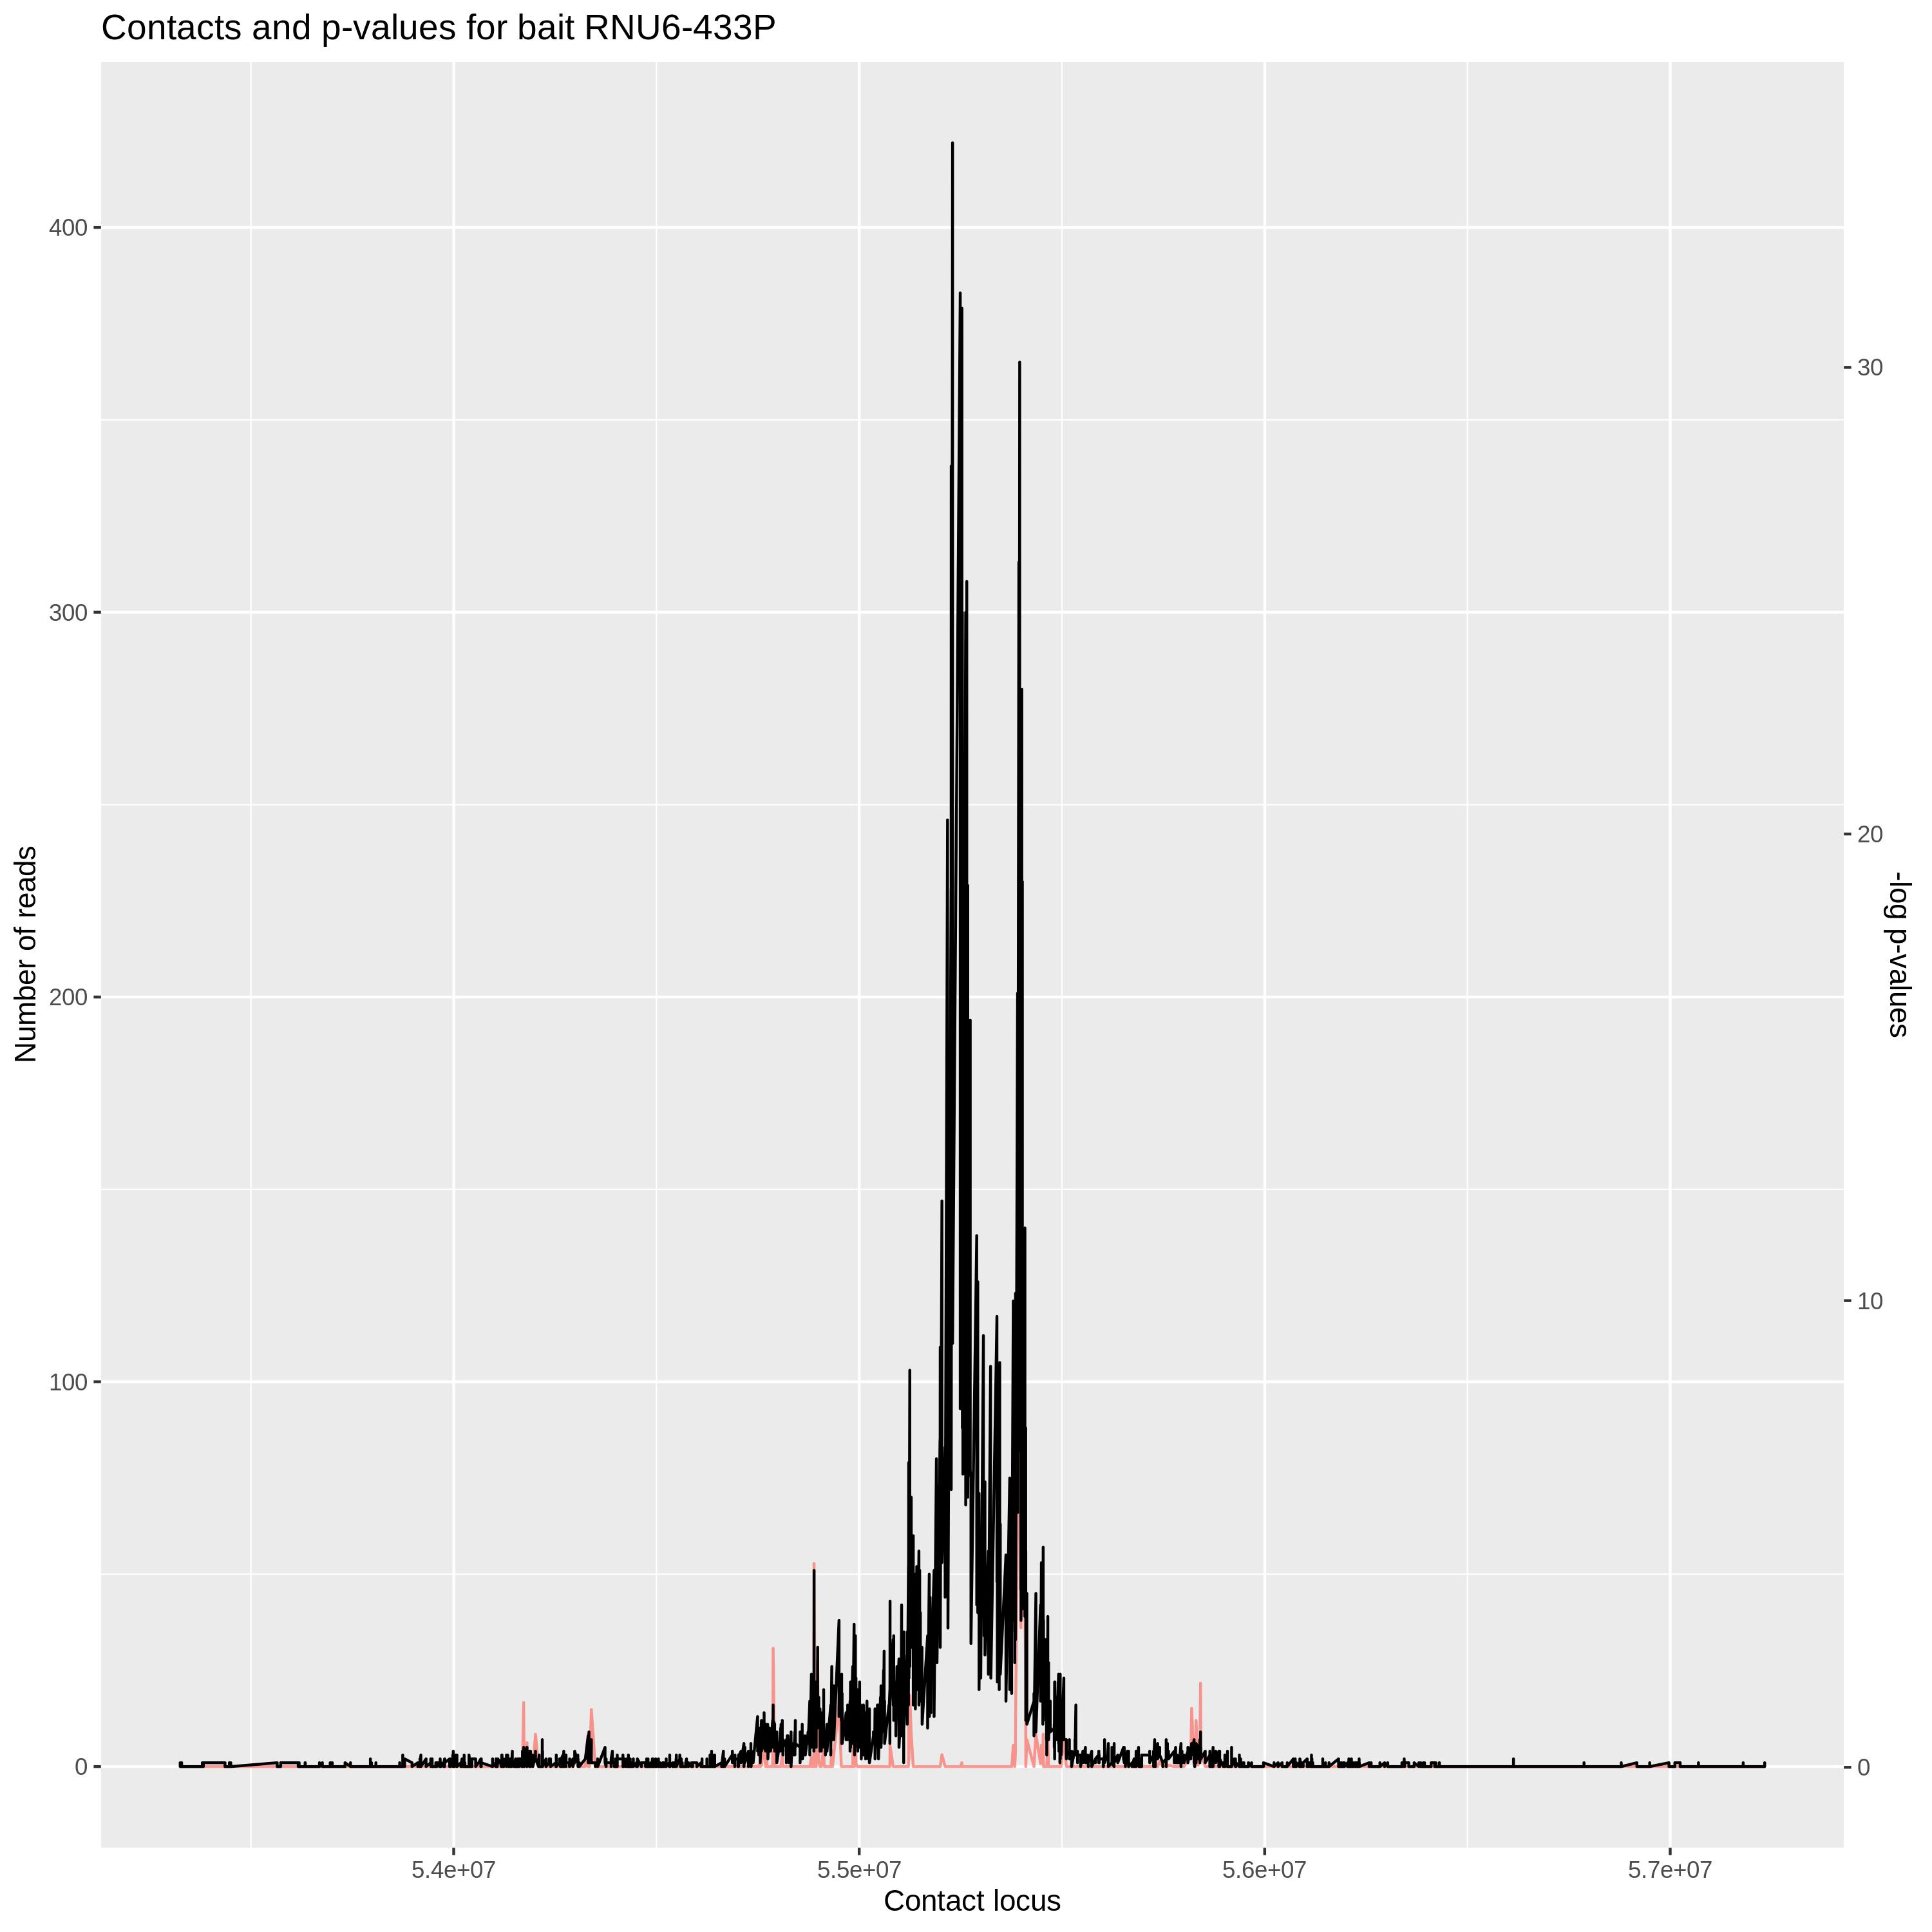 Contacts and p-values for bait RNU6-433P
400
300
200
100
0
30
20
10
0
Number of reads
-log p-values
5.4e+07
5.5e+07
5.6e+07
5.7e+07
Contact locus